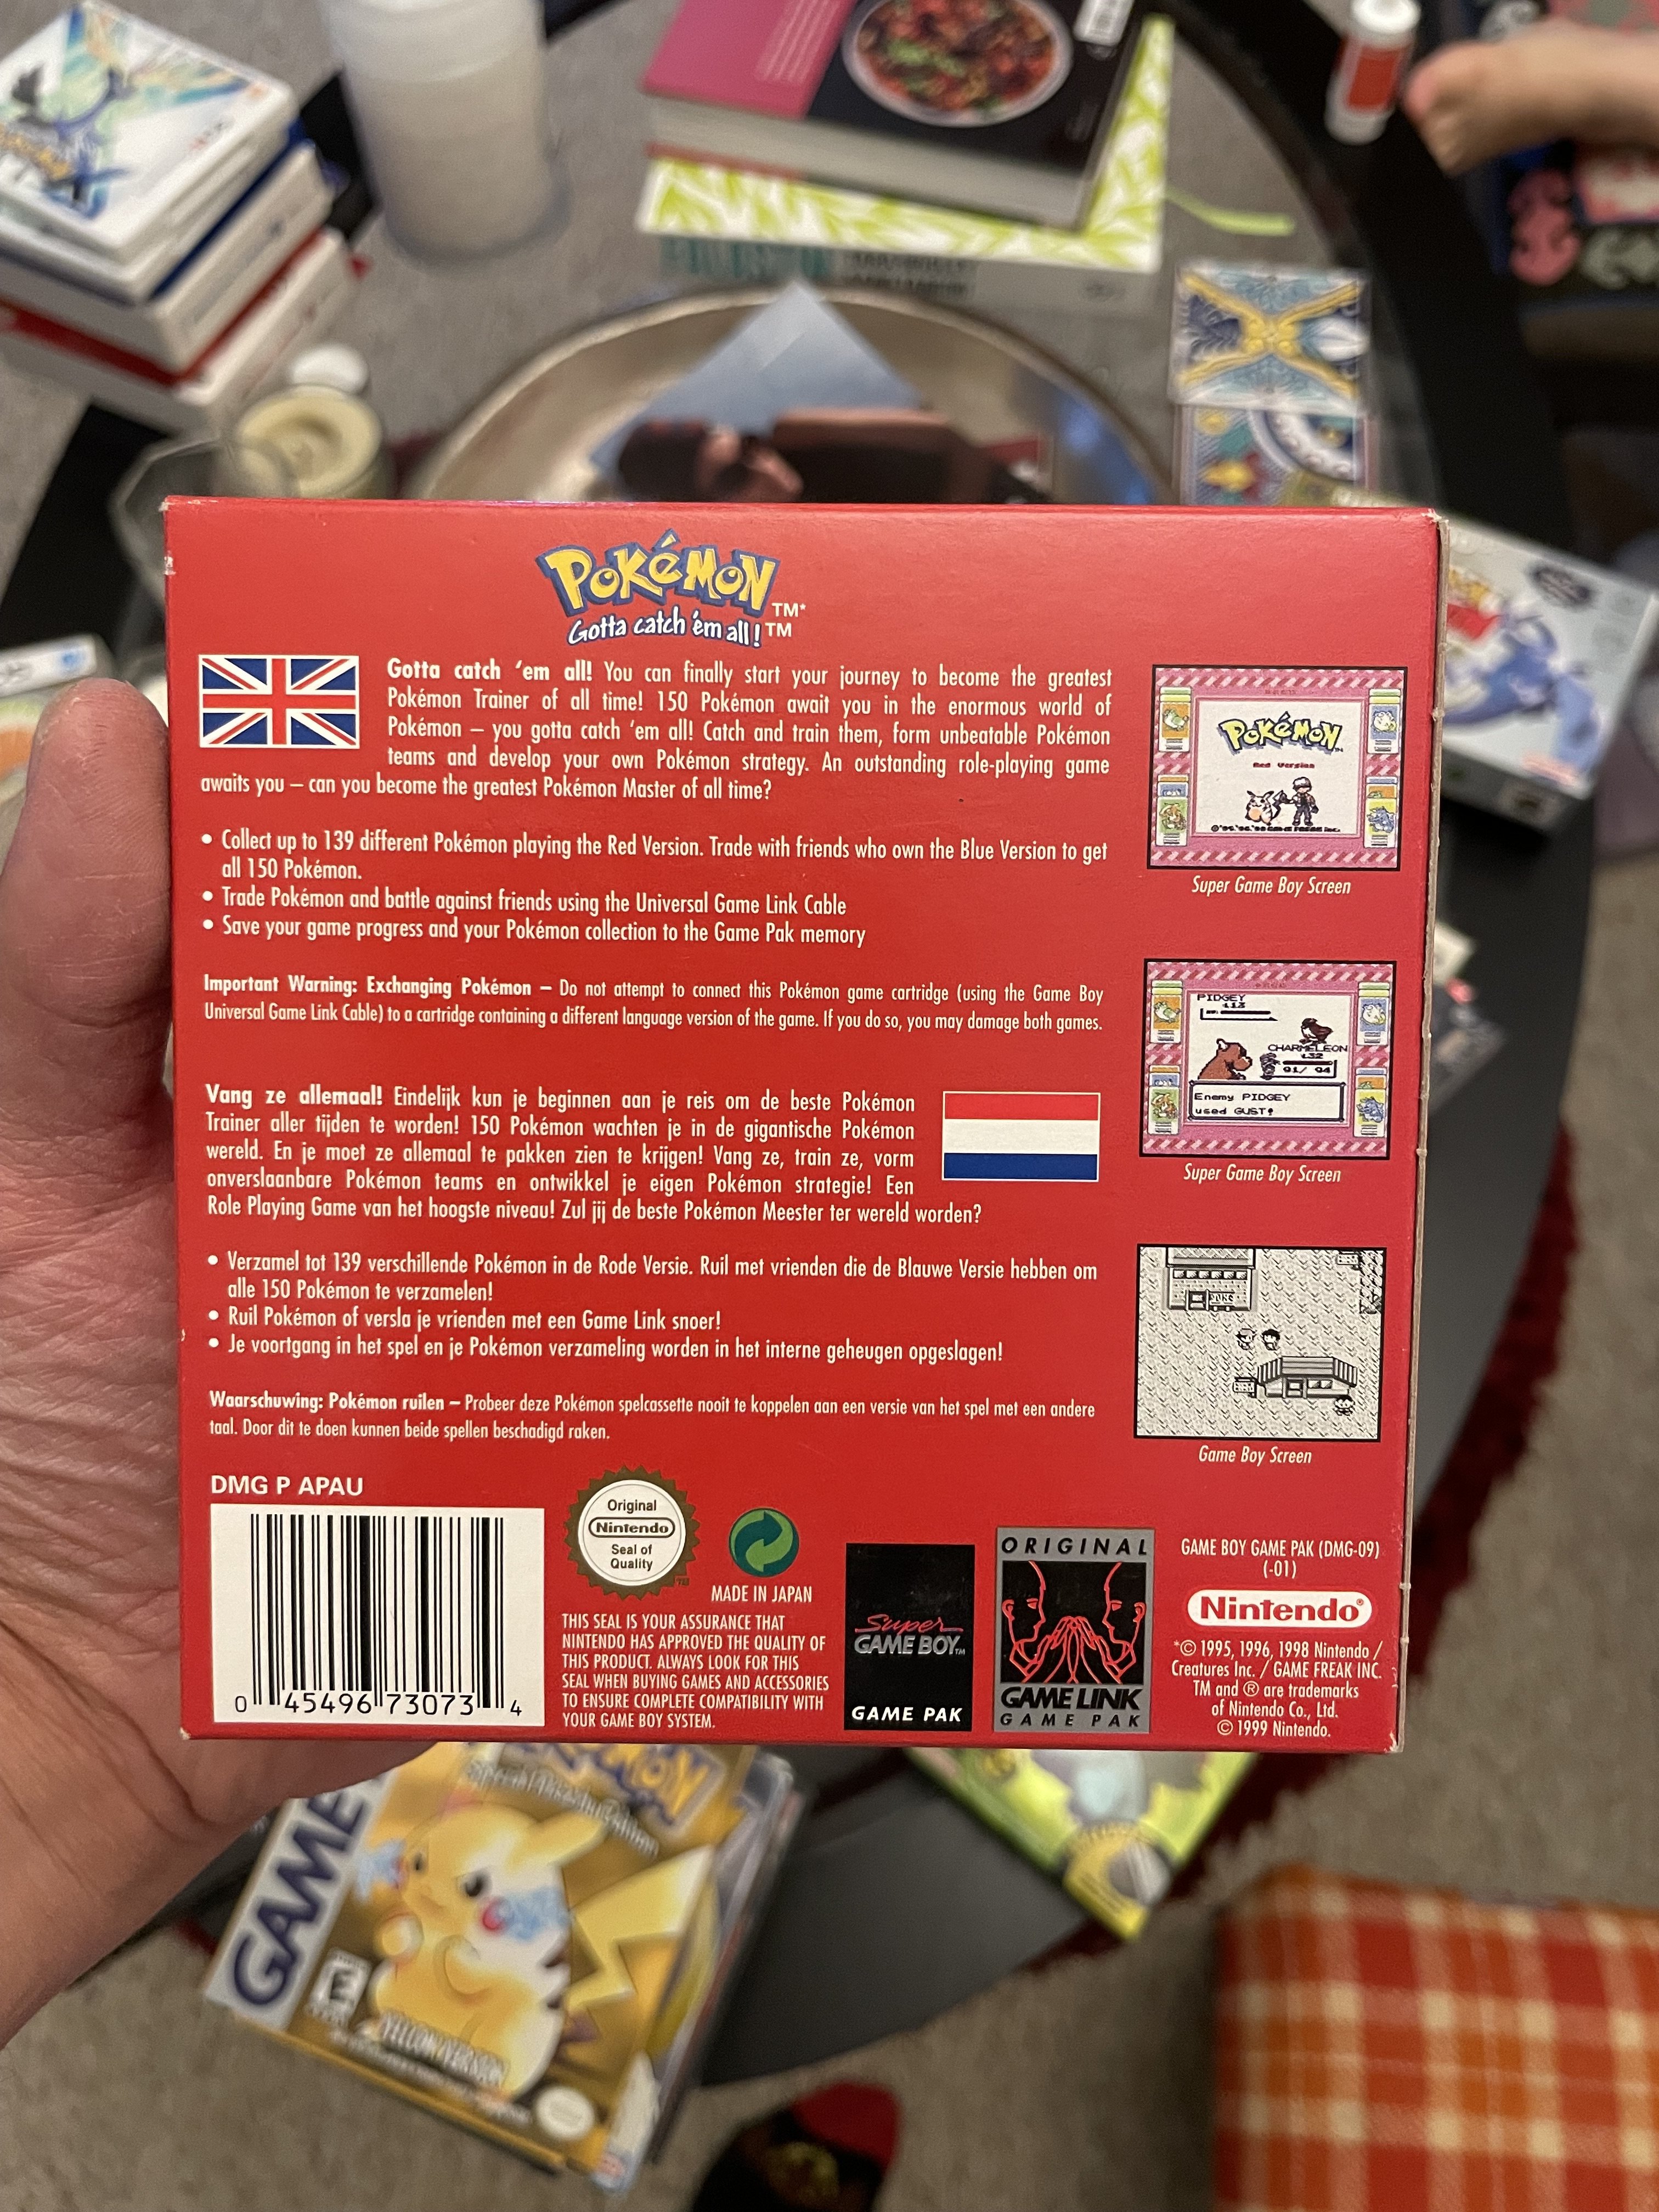 POKéMON
TM*
Gotta catch 'em all!
TM
Gotta catch 'em all! You can finally start your journey to become the greatest
Pokémon Trainer of all time! 150 Pokémon await you in the enormous world of
Pokémon – you gotta catch 'em all! Catch and train them, form unbeatable Pokémon
teams and develop your own Pokémon strategy. An outstanding role-playing game
awaits you – can you become the greatest Pokémon Master of all time?
• Collect up to 139 different Pokémon playing the Red Version. Trade with friends who own the Blue Version to get
all 150 Pokémon.
• Trade Pokémon and battle against friends using the Universal Game Link Cable
• Save your game progress and your Pokémon collection to the Game Pak memory
Important Warning: Exchanging Pokémon – Do not attempt to connect this Pokémon game cartridge (using the Game Boy
Universal Game Link Cable) to a cartridge containing a different language version of the game. If you do so, you may damage both games.
Vang ze allemaal! Eindelijk kun je beginnen aan je reis om de beste Pokémon
Trainer aller tijden te worden! 150 Pokémon wachten je in de gigantische Pokémon
wereld. En je moet ze allemaal te pakken zien te krijgen! Vang ze, train ze, vorm
onverslaanbare Pokémon teams en ontwikkel je eigen Pokémon strategie! Een
Role Playing Game van het hoogste niveau! Zul jij de beste Pokémon Meester ter wereld worden?
• Verzamel tot 139 verschillende Pokémon in de Rode Versie. Ruil met vrienden die de Blauwe Versie hebben om
alle 150 Pokémon te verzamelen!
• Ruil Pokémon of versla je vrienden met een Game Link snoer!
• Je voortgang in het spel en je Pokémon verzameling worden in het interne geheugen opgeslagen!
Waarschuwing: Pokémon ruilen – Probeer deze Pokémon spelcassette nooit te koppelen aan een versie van het spel met een andere
taal. Door dit te doen kunnen beide spellen beschadigd raken.
POKéMON
Red Version
©'95.'96.'98 GAME FREAK inc.
Super Game Boy Screen
PIDGEY
:L13
HP:
CHARMELEON
:L32
91/ 94
Enemy PIDGEY
used GUST!
Super Game Boy Screen
POKé
Game Boy Screen
DMG P APAU
0 45496 73073 4
Original
Nintendo
Seal of
Quality
TM
MADE IN JAPAN
THIS SEAL IS YOUR ASSURANCE THAT
NINTENDO HAS APPROVED THE QUALITY OF
THIS PRODUCT. ALWAYS LOOK FOR THIS
SEAL WHEN BUYING GAMES AND ACCESSORIES
TO ENSURE COMPLETE COMPATIBILITY WITH
YOUR GAME BOY SYSTEM.
Super
GAME BOY™
GAME PAK
ORIGINAL
GAME LINK
GAME PAK
GAME BOY GAME PAK (DMG-09)
(-01)
Nintendo®
*© 1995, 1996, 1998 Nintendo /
Creatures Inc. / GAME FREAK INC.
TM and ® are trademarks
of Nintendo Co., Ltd.
© 1999 Nintendo.
GAME
Special Pikachu Edition
E
YELLOW VERSION